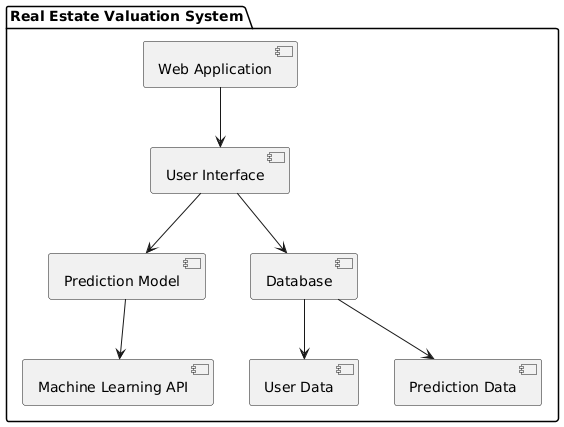 Real Estate Valuation System
Web Application
User Interface
Prediction Model
Database
Machine Learning API
User Data
Prediction Data